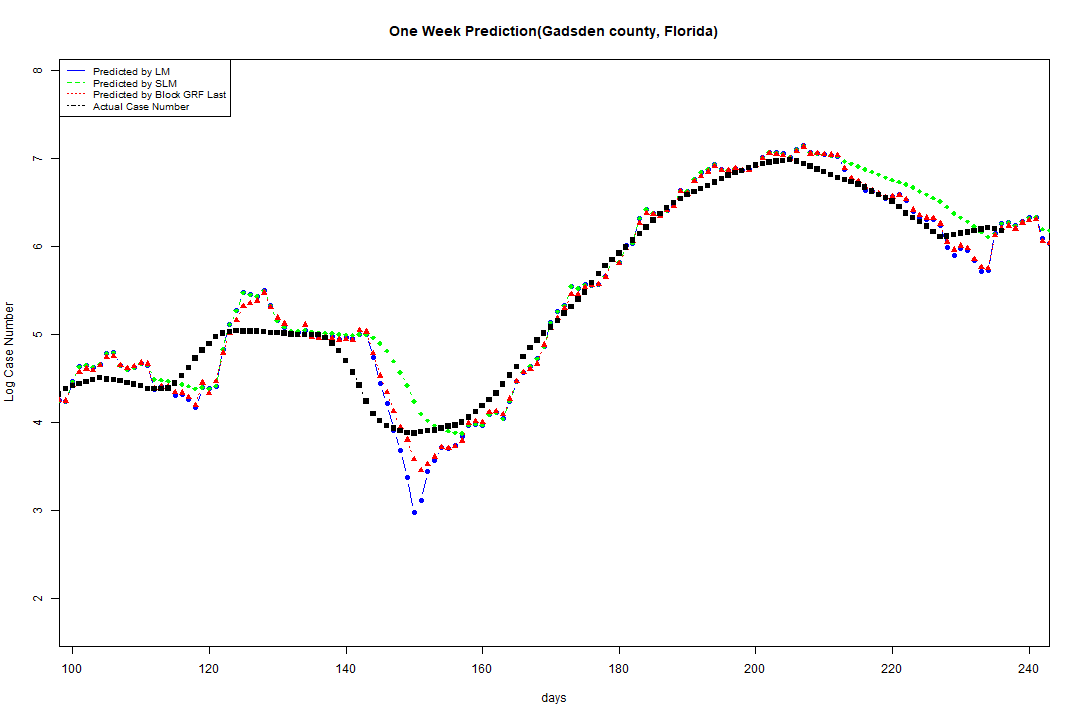 One Week Prediction(Gadsden county, Florida)
Predicted by LM
Predicted by SLM
Predicted by Block GRF Last
Actual Case Number
8
7
6
5
4
3
2
Log Case Number
100 120 140 160 180 200 220 240
days